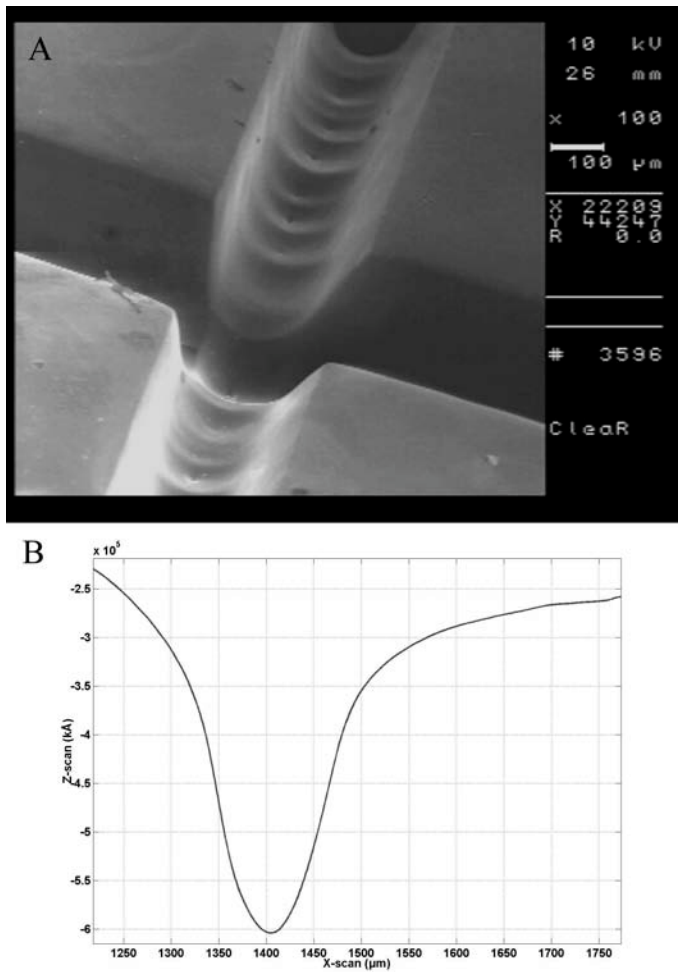 A
10 kV
26 mm
x 100
100 µm
X 22209
Y 44247
R 0.0
# 3596
CleaR
B
x 10⁵
-2.5
-3
-3.5
-4
-4.5
-5
-5.5
-6
Z-scan (kÅ)
1250 1300 1350 1400 1450 1500 1550 1600 1650 1700 1750
X-scan (µm)